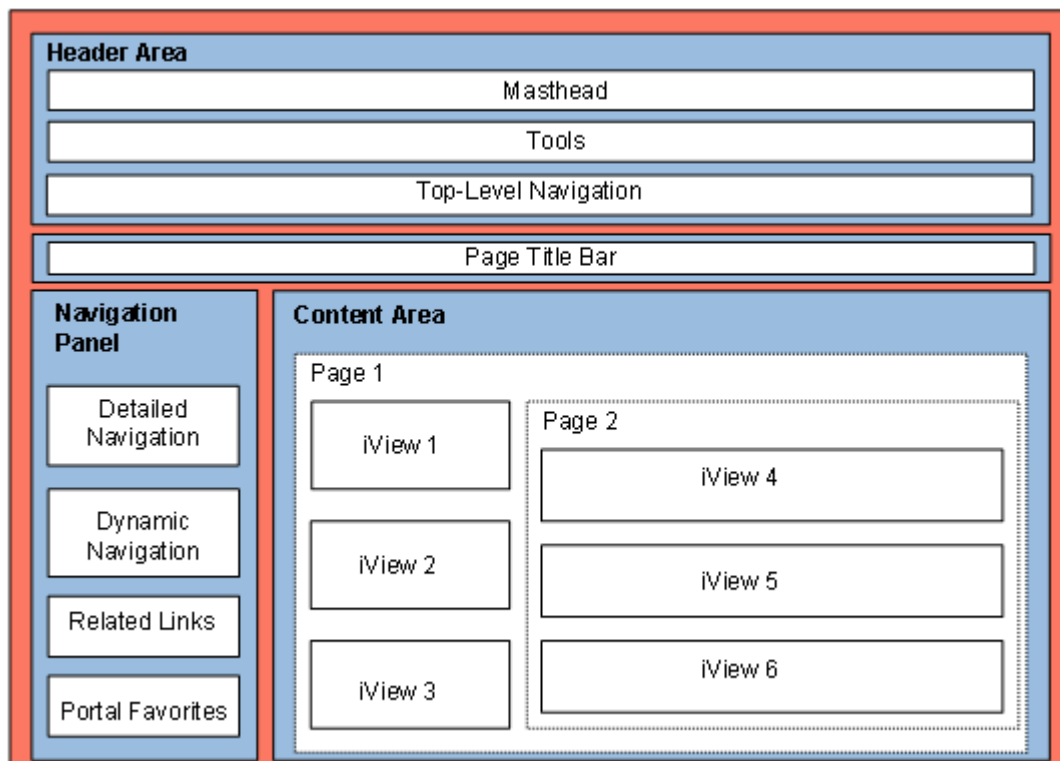 Header Area
Masthead
Tools
Top-Level Navigation
Page Title Bar
Navigation
Panel
Detailed
Navigation
Dynamic
Navigation
Related Links
Portal Favorites
Content Area
Page 1
iView 1
iView 2
iView 3
Page 2
iView 4
iView 5
iView 6